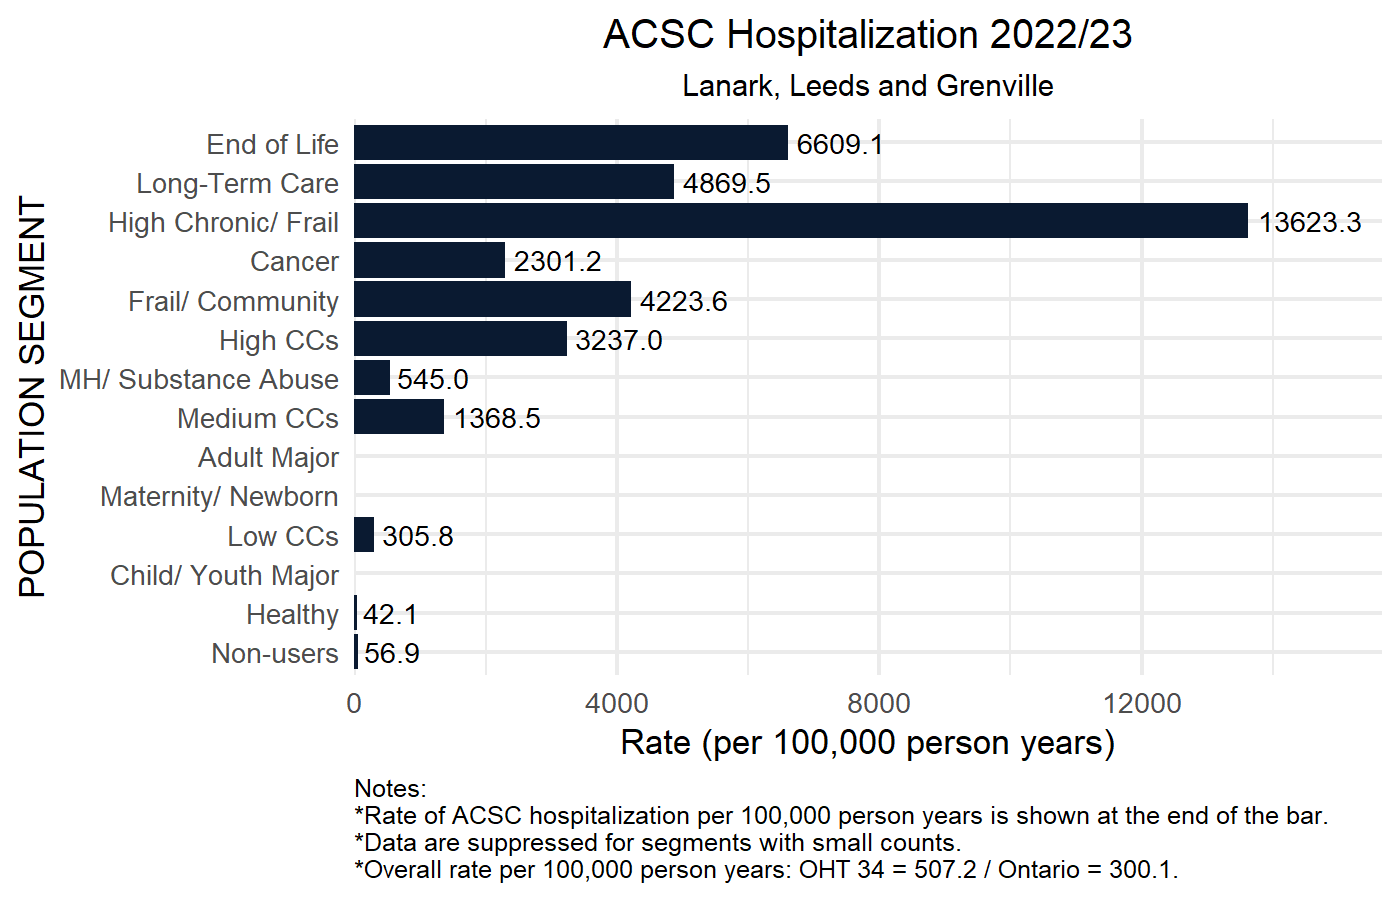 ACSC Hospitalization 2022/23
Lanark, Leeds and Grenville
POPULATION SEGMENT
End of Life 6609.1
Long-Term Care 4869.5
High Chronic/ Frail 13623.3
Cancer 2301.2
Frail/ Community 4223.6
High CCs 3237.0
MH/ Substance Abuse 545.0
Medium CCs 1368.5
Adult Major
Maternity/ Newborn
Low CCs 305.8
Child/ Youth Major
Healthy 42.1
Non-users 56.9
0 4000 8000 12000
Rate (per 100,000 person years)
Notes:
*Rate of ACSC hospitalization per 100,000 person years is shown at the end of the bar.
*Data are suppressed for segments with small counts.
*Overall rate per 100,000 person years: OHT 34 = 507.2 / Ontario = 300.1.